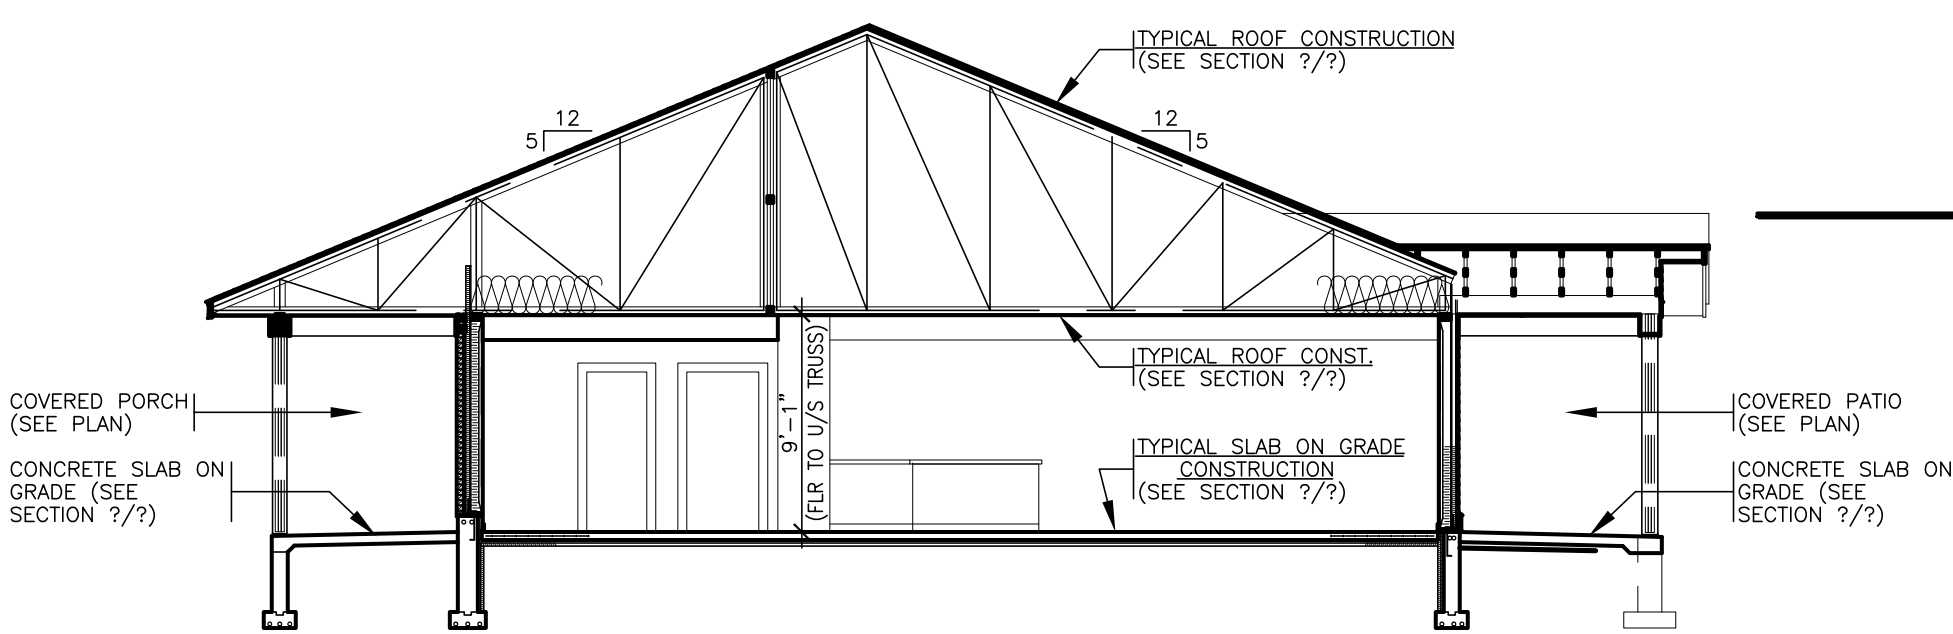 TYPICAL ROOF CONSTRUCTION
(SEE SECTION ?/?)
12
5
12
5
TYPICAL ROOF CONST.
(SEE SECTION ?/?)
9'-1"
(FLR TO U/S TRUSS)
COVERED PORCH
(SEE PLAN)
CONCRETE SLAB ON
GRADE (SEE
SECTION ?/?)
TYPICAL SLAB ON GRADE
CONSTRUCTION
(SEE SECTION ?/?)
COVERED PATIO
(SEE PLAN)
CONCRETE SLAB ON
GRADE (SEE
SECTION ?/?)